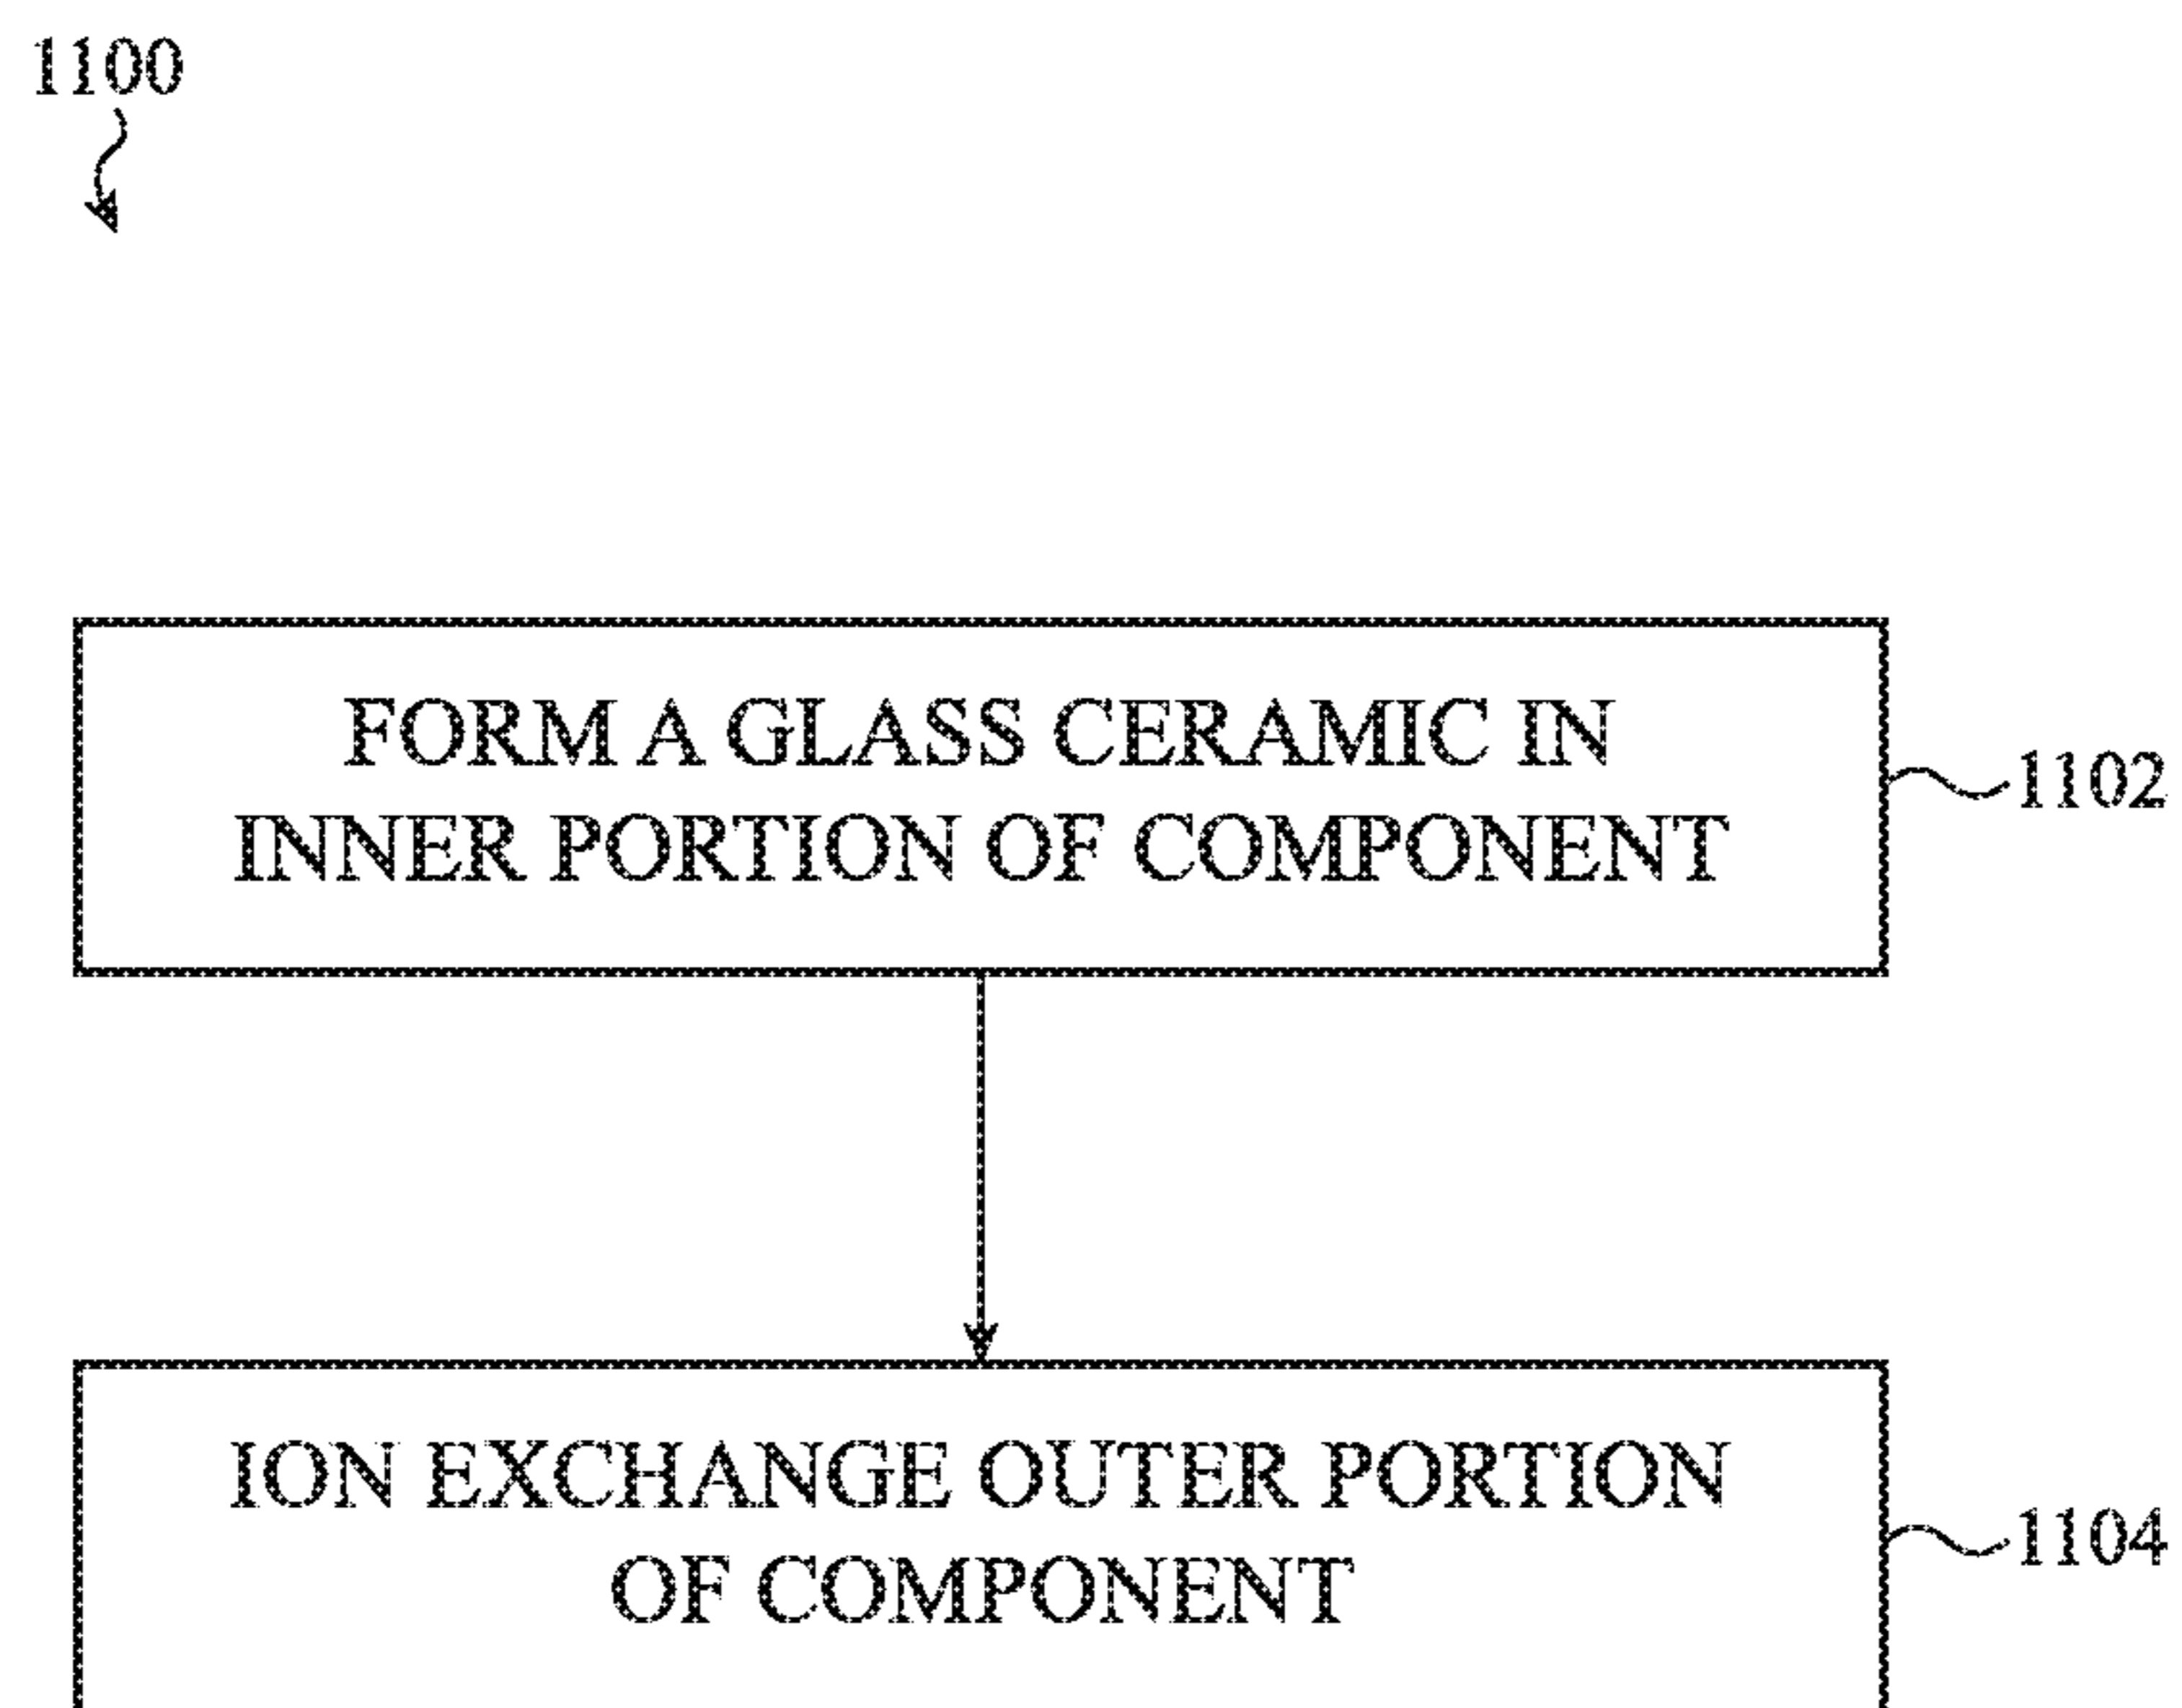 1100
FORM A GLASS CERAMIC IN
INNER PORTION OF COMPONENT
1102
ION EXCHANGE OUTER PORTION
OF COMPONENT
1104